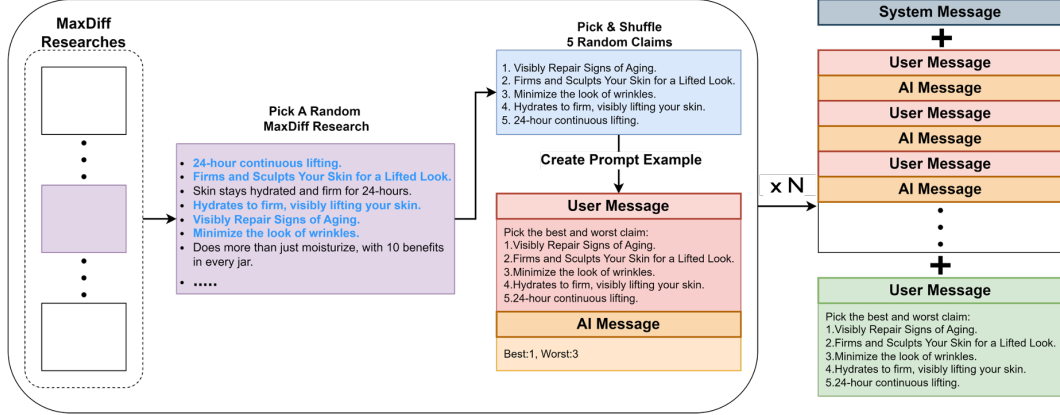 MaxDiff
Researches
Pick A Random
MaxDiff Research
• 24-hour continuous lifting.
• Firms and Sculpts Your Skin for a Lifted Look.
• Skin stays hydrated and firm for 24-hours.
• Hydrates to firm, visibly lifting your skin.
• Visibly Repair Signs of Aging.
• Minimize the look of wrinkles.
• Does more than just moisturize, with 10 benefits
in every jar.
• .....
Pick & Shuffle
5 Random Claims
1. Visibly Repair Signs of Aging.
2. Firms and Sculpts Your Skin for a Lifted Look.
3. Minimize the look of wrinkles.
4. Hydrates to firm, visibly lifting your skin.
5. 24-hour continuous lifting.
Create Prompt Example
User Message
Pick the best and worst claim:
1.Visibly Repair Signs of Aging.
2.Firms and Sculpts Your Skin for a Lifted Look.
3.Minimize the look of wrinkles.
4.Hydrates to firm, visibly lifting your skin.
5.24-hour continuous lifting.
AI Message
Best:1, Worst:3
x N
System Message
+
User Message
AI Message
User Message
AI Message
User Message
AI Message
+
User Message
Pick the best and worst claim:
1.Visibly Repair Signs of Aging.
2.Firms and Sculpts Your Skin for a Lifted Look.
3.Minimize the look of wrinkles.
4.Hydrates to firm, visibly lifting your skin.
5.24-hour continuous lifting.